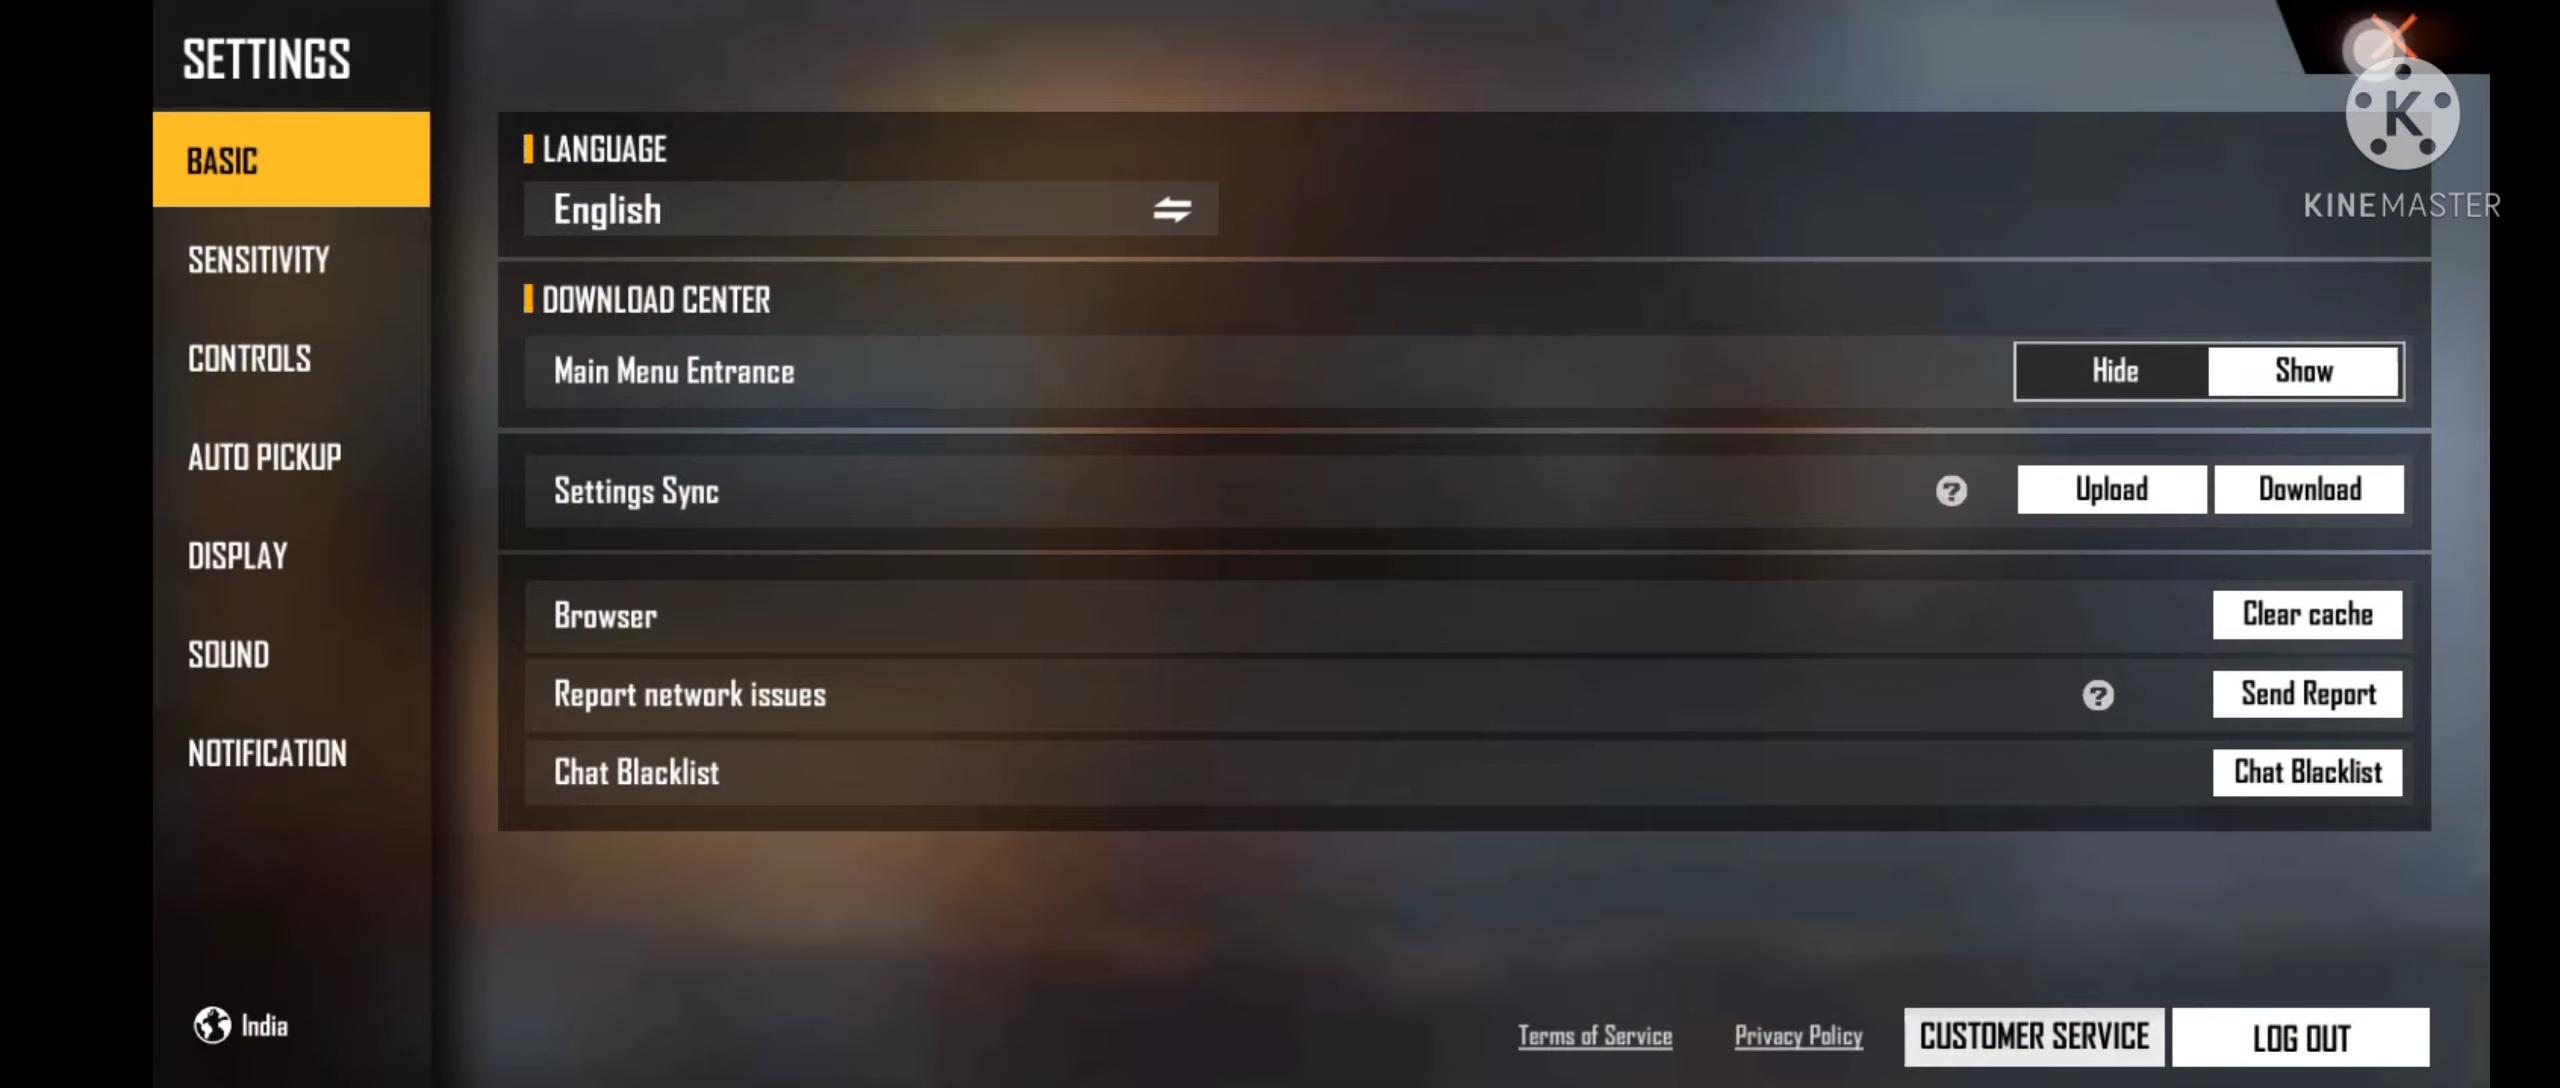 SETTINGS
BASIC
SENSITIVITY
CONTROLS
AUTO PICKUP
DISPLAY
SOUND
NOTIFICATION
India
LANGUAGE
English
DOWNLOAD CENTER
Main Menu Entrance
Hide Show
Settings Sync
? Upload Download
Browser
Clear cache
Report network issues
? Send Report
Chat Blacklist
Chat Blacklist
Terms of Service Privacy Policy CUSTOMER SERVICE LOG OUT
K
KINEMASTER